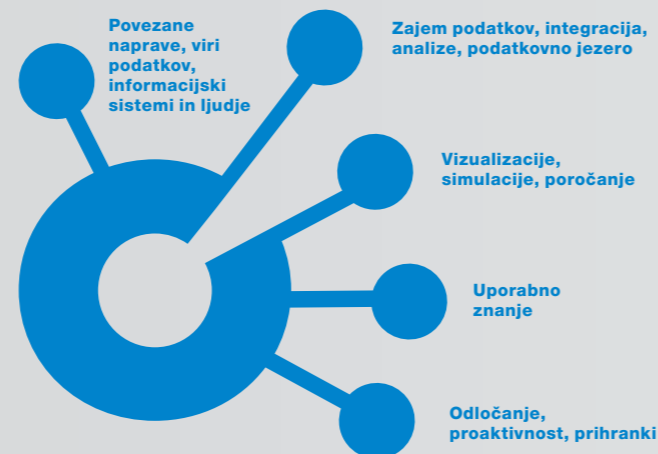 Povezane
naprave, viri
podatkov,
informacijski
sistemi in ljudje
Zajem podatkov, integracija,
analize, podatkovno jezero
Vizualizacije,
simulacije, poročanje
Uporabno
znanje
Odločanje,
proaktivnost, prihranki